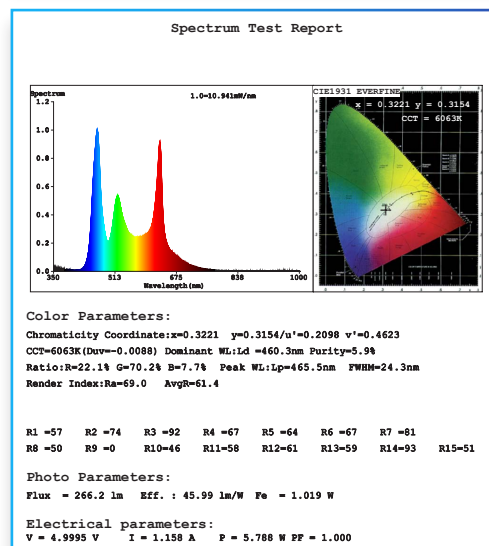 Spectrum Test Report
Spectrum
1.0=10.941mW/nm
1.2
1.0
0.8
0.6
0.4
0.2
0.0
350 513 675 838 1000
Wavelength(nm)
CIE1931 EVERFINE
x = 0.3221 y = 0.3154
CCT = 6063K
Color Parameters:
Chromaticity Coordinate:x=0.3221 y=0.3154/u'=0.2098 v'=0.4623
CCT=6063K(Duv=-0.0088) Dominant WL:Ld =460.3nm Purity=5.9%
Ratio:R=22.1% G=70.2% B=7.7% Peak WL:Lp=465.5nm FWHM=24.3nm
Render Index:Ra=69.0 AvgR=61.4
R1 =57 R2 =74 R3 =92 R4 =67 R5 =64 R6 =67 R7 =81
R8 =50 R9 =0 R10=46 R11=58 R12=61 R13=59 R14=93 R15=51
Photo Parameters:
Flux = 266.2 lm Eff. : 45.99 lm/W Fe = 1.019 W
Electrical parameters:
V = 4.9995 V I = 1.158 A P = 5.788 W PF = 1.000